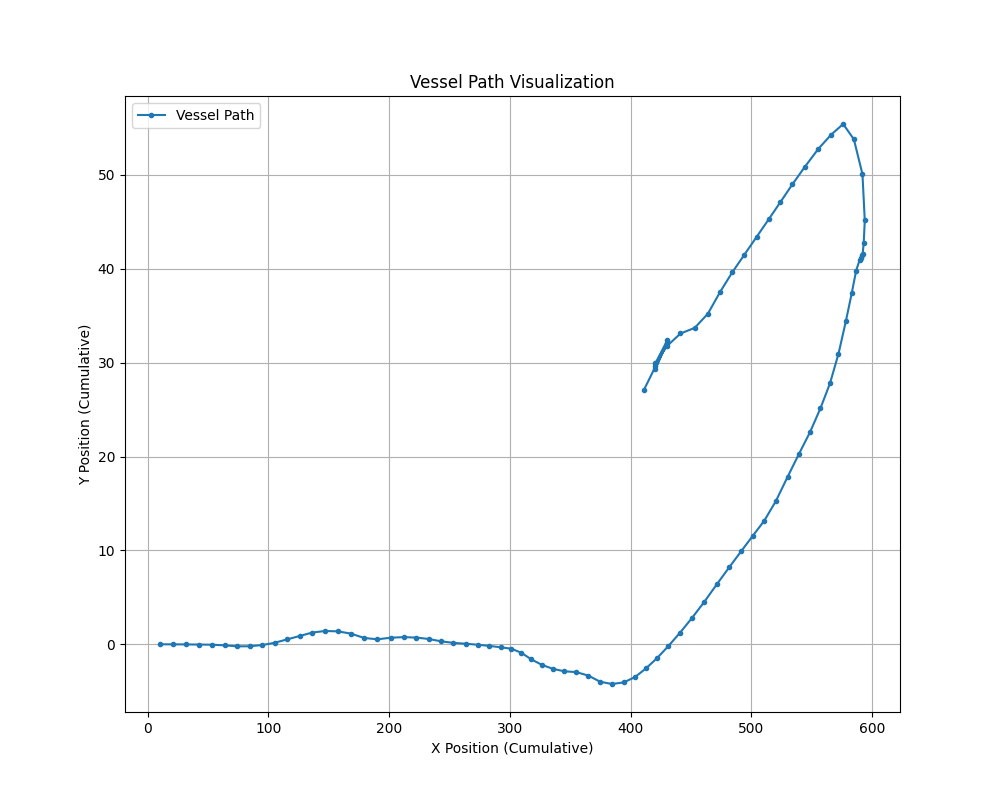 Vessel Path Visualization
Vessel Path
Y Position (Cumulative)
50
40
30
20
10
0
0 100 200 300 400 500 600
X Position (Cumulative)